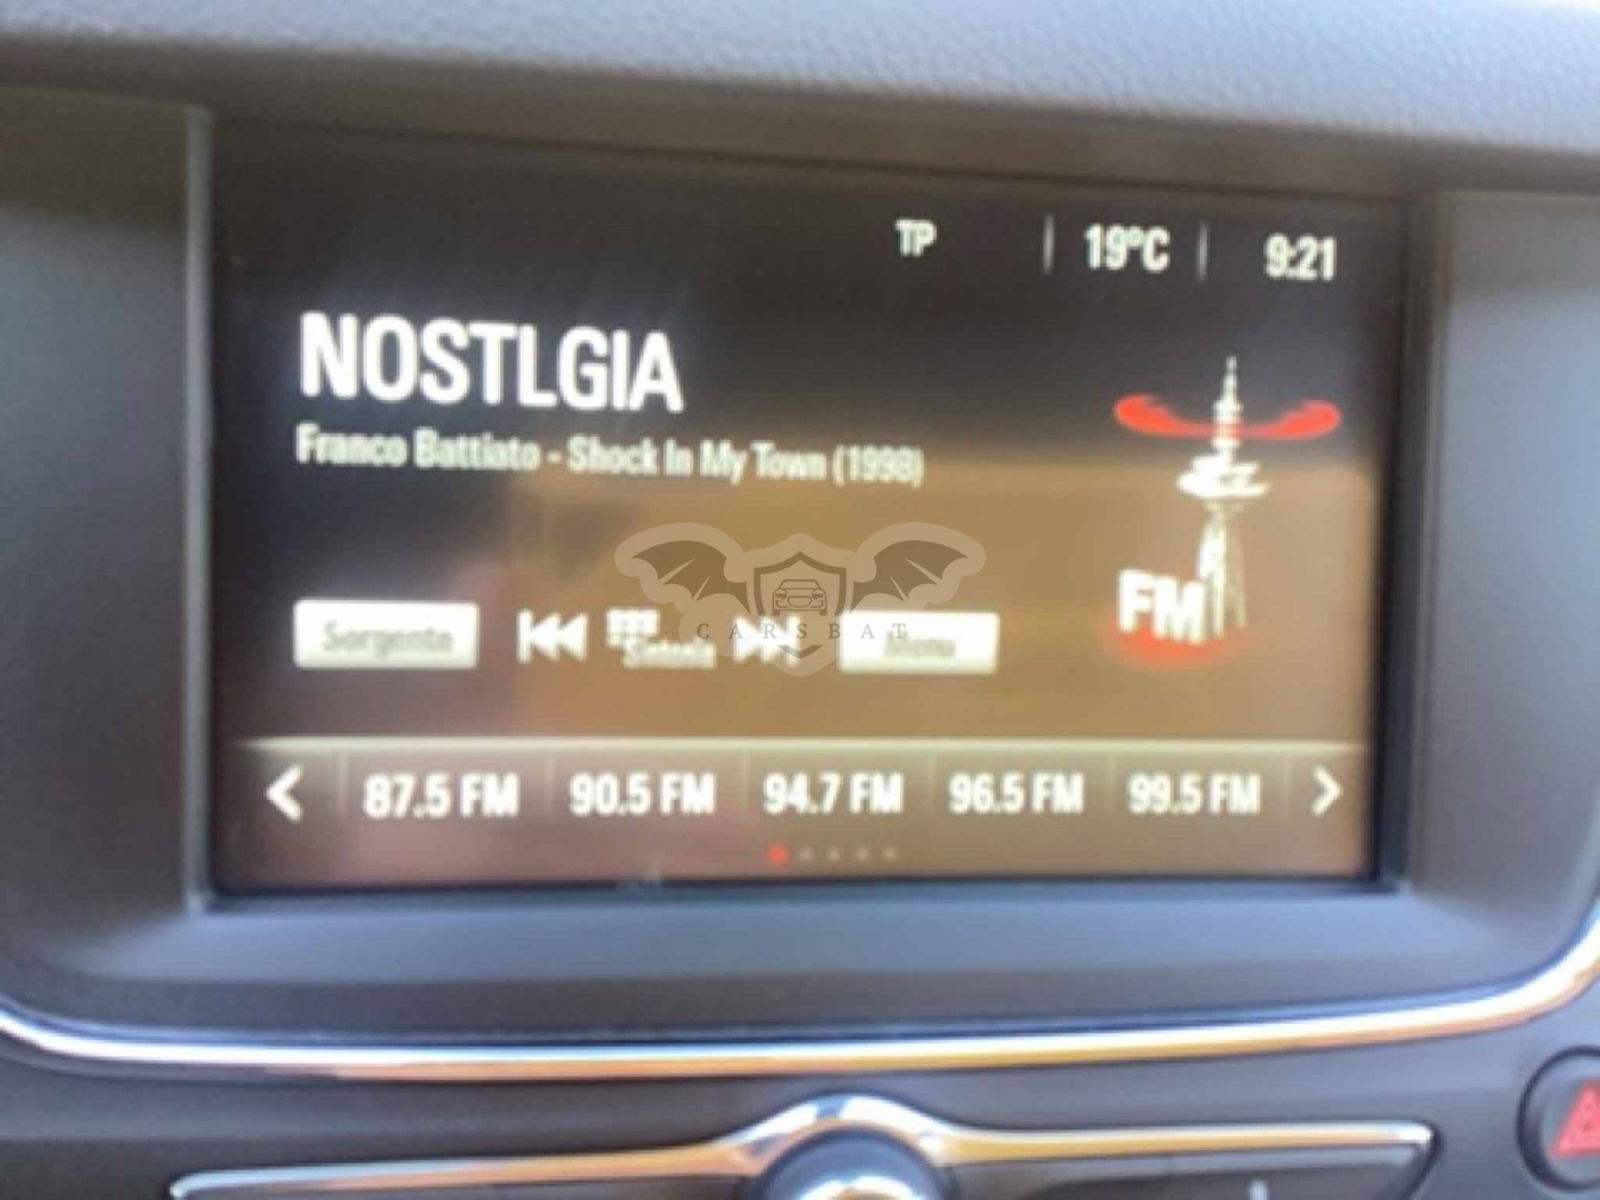 TP 19°C 9:21
NOSTLGIA
Franco Battiato - Shock In My Town (1998)
Sorgente Sintonia Menu
FM
CARSBAT
87.5 FM 90.5 FM 94.7 FM 96.5 FM 99.5 FM